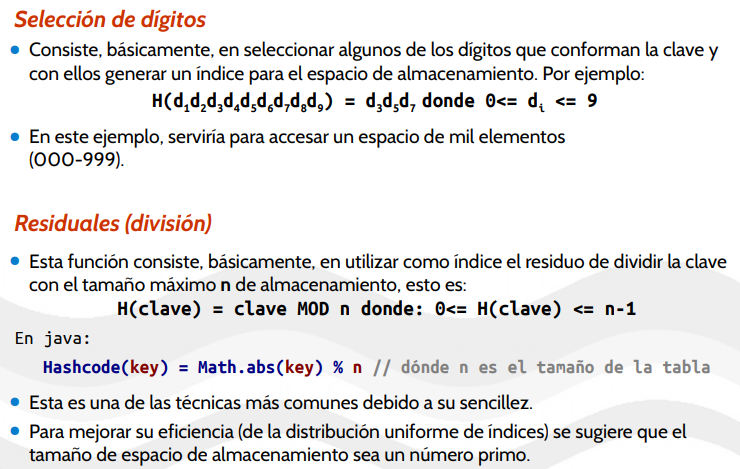 Selección de dígitos
Consiste, básicamente, en seleccionar algunos de los dígitos que conforman la clave y
con ellos generar un índice para el espacio de almacenamiento. Por ejemplo:
H(d₁d₂d₃d₄d₅d₆d₇d₈d₉) = d₃d₅d₇ donde 0<= dᵢ <= 9
En este ejemplo, serviría para accesar un espacio de mil elementos
(000-999).
Residuales (división)
Esta función consiste, básicamente, en utilizar como índice el residuo de dividir la clave
con el tamaño máximo n de almacenamiento, esto es:
H(clave) = clave MOD n donde: 0<= H(clave) <= n-1
En java:
Hashcode(key) = Math.abs(key) % n // dónde n es el tamaño de la tabla
Esta es una de las técnicas más comunes debido a su sencillez.
Para mejorar su eficiencia (de la distribución uniforme de índices) se sugiere que el
tamaño de espacio de almacenamiento sea un número primo.